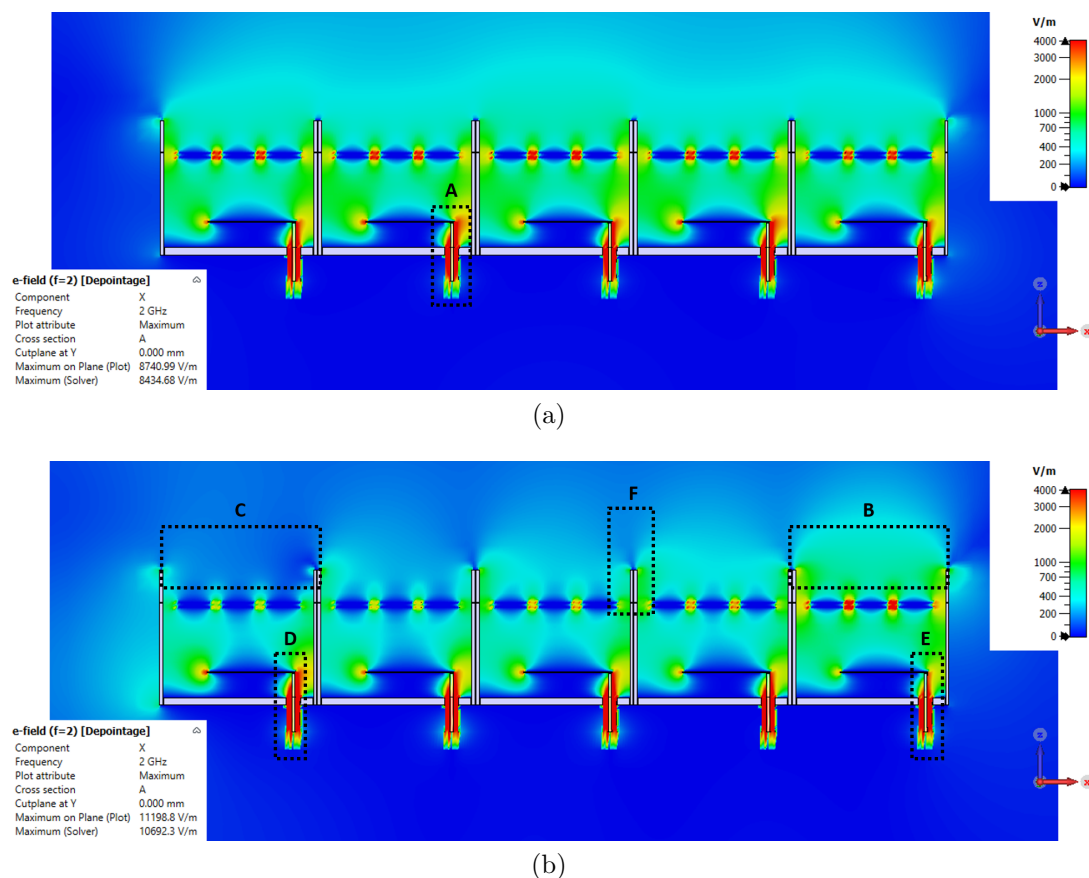 V/m
4000
2000
1000
700
400
200
0
A
e-field (f=2) [Depointage]
Component X
Frequency 2 GHz
Plot attribute Maximum
Cross section A
Cutplane at Y 0.000 mm
Maximum on Plane (Plot) 8740.99 V/m
Maximum (Solver) 8434.68 V/m
z
x
(a)
V/m
4000
2000
1000
700
400
200
0
C
F
B
D
E
e-field (f=2) [Depointage]
Component X
Frequency 2 GHz
Plot attribute Maximum
Cross section A
Cutplane at Y 0.000 mm
Maximum on Plane (Plot) 11198.8 V/m
Maximum (Solver) 10692.3 V/m
z
x
(b)